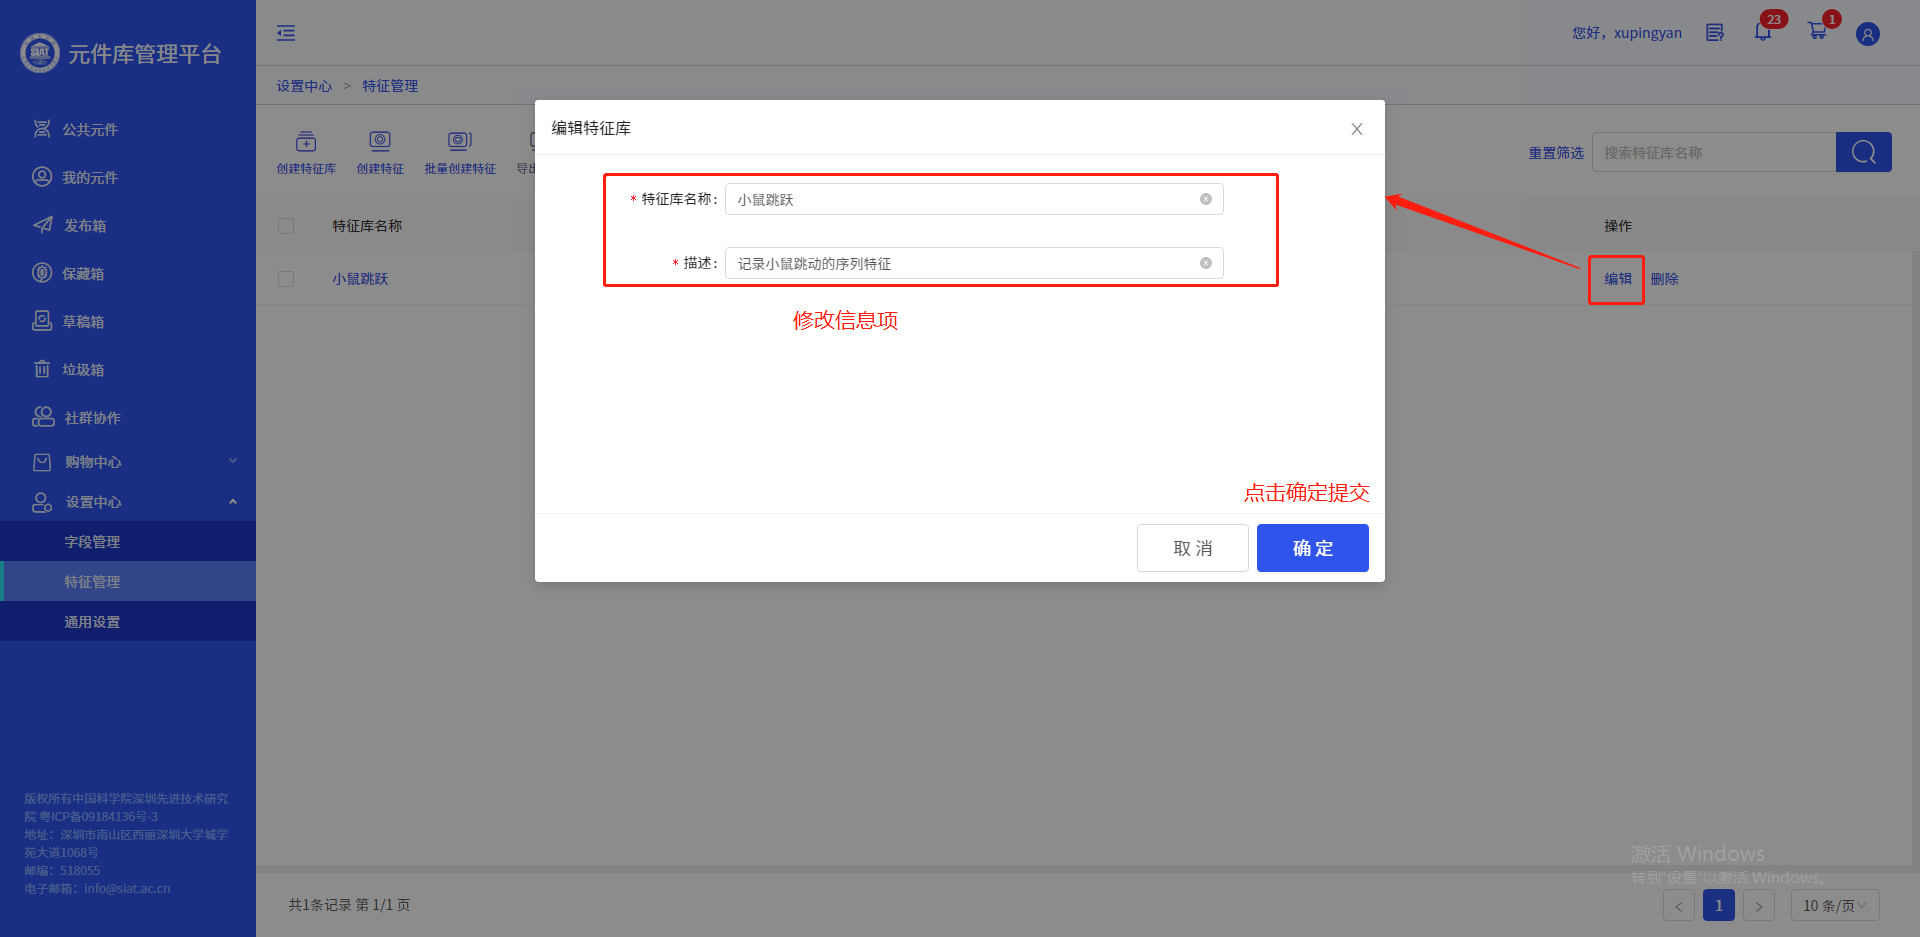 元件库管理平台
公共元件
我的元件
发布箱
保藏箱
草稿箱
垃圾箱
社群协作
购物中心
设置中心
字段管理
特征管理
通用设置
版权所有中国科学院深圳先进技术研究
院 粤ICP备09184136号-3
地址：深圳市南山区西丽深圳大学城学
苑大道1068号
邮编：518055
电子邮箱：info@siat.ac.cn
您好，xupingyan
23
1
设置中心 > 特征管理
创建特征库
创建特征
批量创建特征
导出
重置筛选
搜索特征库名称
特征库名称
操作
小鼠跳跃
编辑 删除
编辑特征库
* 特征库名称：
小鼠跳跃
* 描述：
记录小鼠跳动的序列特征
修改信息项
点击确定提交
取 消
确 定
激活 Windows
转到"设置"以激活 Windows。
共1条记录 第 1/1 页
< 1 >
10 条/页